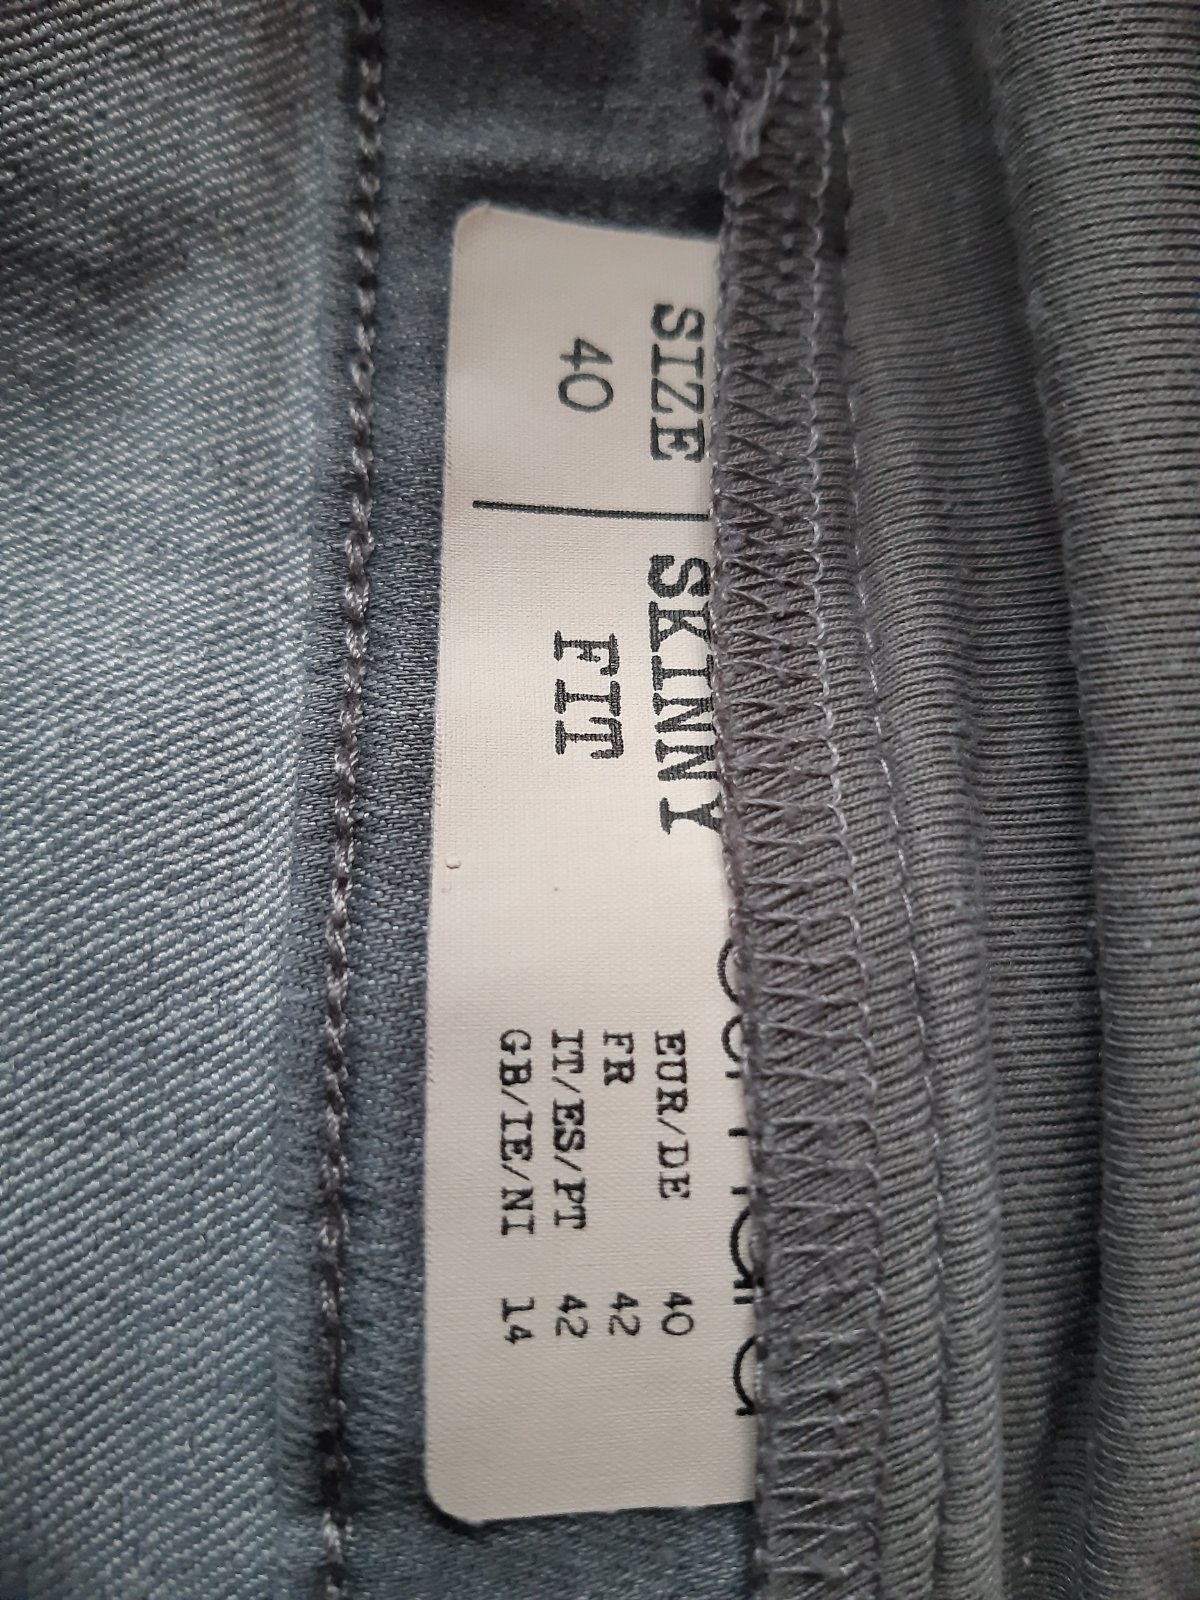 SIZE
40
SKINNY
FIT
EUR/DE 40
FR 42
IT/ES/PT 42
GB/IE/NI 14